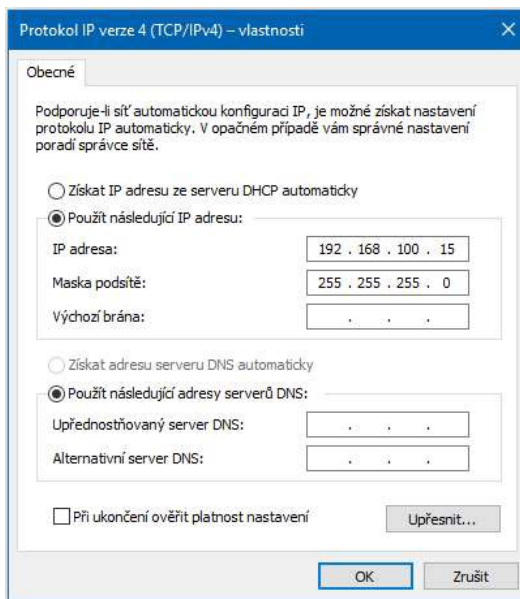 Protokol IP verze 4 (TCP/IPv4) – vlastnosti
Obecné
Podporuje-li síť automatickou konfiguraci IP, je možné získat nastavení
protokolu IP automaticky. V opačném případě vám správné nastavení
poradí správce sítě.
Získat IP adresu ze serveru DHCP automaticky
Použít následující IP adresu:
IP adresa: 192 . 168 . 100 . 15
Maska podsítě: 255 . 255 . 255 . 0
Výchozí brána: . . .
Získat adresu serveru DNS automaticky
Použít následující adresy serverů DNS:
Upřednostňovaný server DNS: . . .
Alternativní server DNS: . . .
Při ukončení ověřit platnost nastavení Upřesnit...
OK Zrušit